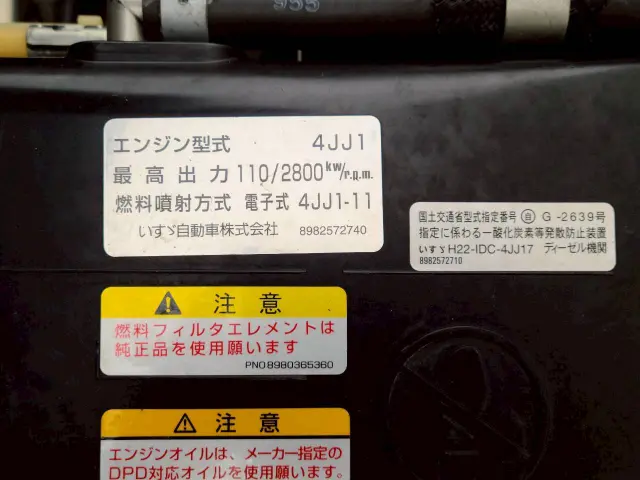 955
エンジン型式 4JJ1
最高出力 110/2800kW/r.p.m.
燃料噴射方式 電子式 4JJ1-11
いすゞ自動車株式会社 8982572740
国土交通省型式指定番号 自 G-2639号
指定に係わる一酸化炭素等発散防止装置
いすゞ H22-IDC-4JJ17 ディーゼル機関
8982572710
注意
燃料フィルタエレメントは
純正品を使用願います
PNO8980365360
注意
エンジンオイルは、メーカー指定の
DPD対応オイルを使用願います。